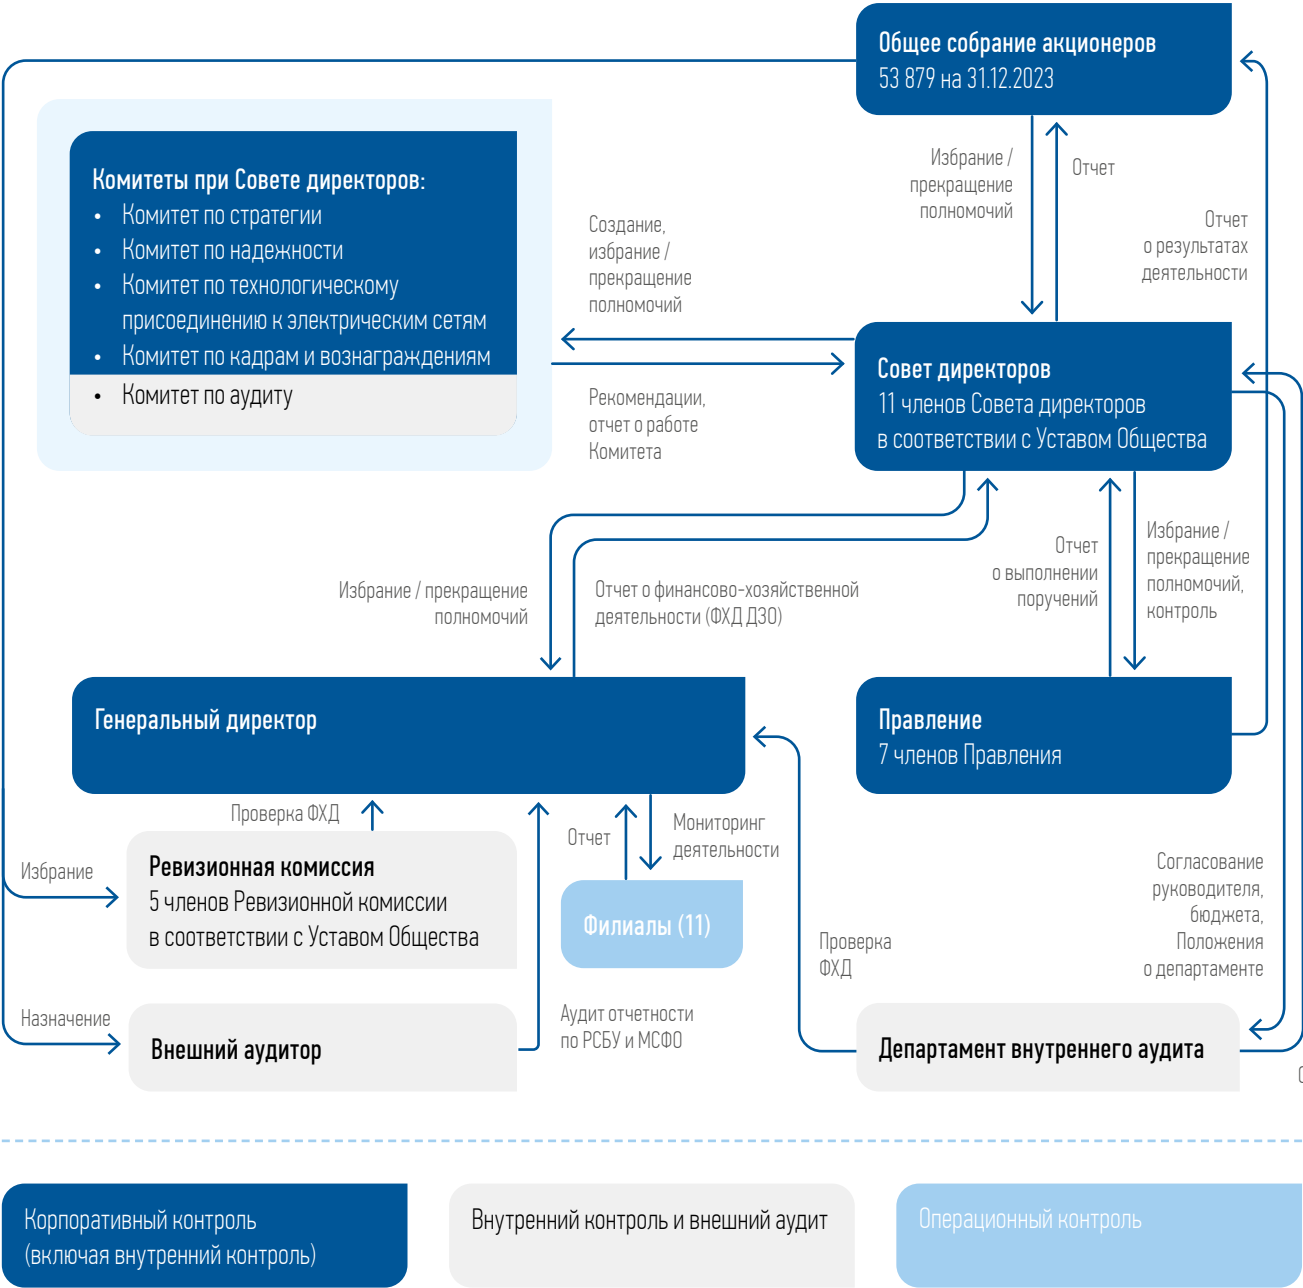 Общее собрание акционеров
53 879 на 31.12.2023
Комитеты при Совете директоров:
• Комитет по стратегии
• Комитет по надежности
• Комитет по технологическому
присоединению к электрическим сетям
• Комитет по кадрам и вознаграждениям
• Комитет по аудиту
Избрание /
прекращение
полномочий
Отчет
Отчет
о результатах
деятельности
Создание,
избрание /
прекращение
полномочий
Рекомендации,
отчет о работе
Комитета
Совет директоров
11 членов Совета директоров
в соответствии с Уставом Общества
Избрание / прекращение
полномочий
Отчет о финансово-хозяйственной
деятельности (ФХД ДЗО)
Отчет
о выполнении
поручений
Избрание /
прекращение
полномочий,
контроль
Генеральный директор
Правление
7 членов Правления
Проверка ФХД
Отчет
Мониторинг
деятельности
Избрание
Ревизионная комиссия
5 членов Ревизионной комиссии
в соответствии с Уставом Общества
Филиалы (11)
Проверка
ФХД
Согласование
руководителя,
бюджета,
Положения
о департаменте
Назначение
Внешний аудитор
Аудит отчетности
по РСБУ и МСФО
Департамент внутреннего аудита
Корпоративный контроль
(включая внутренний контроль)
Внутренний контроль и внешний аудит
Операционный контроль